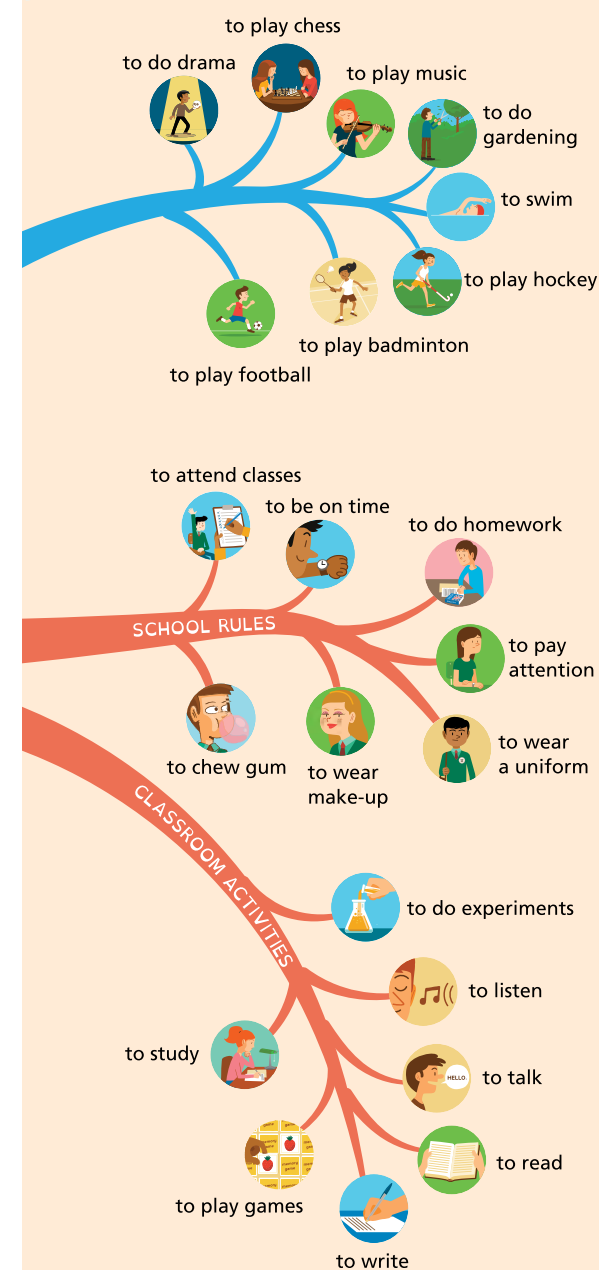 to play chess
to do drama
to play music
to do
gardening
to swim
to play hockey
to play badminton
to play football
to attend classes
to be on time
to do homework
SCHOOL RULES
to pay
attention
to wear
a uniform
to chew gum
to wear
make-up
CLASSROOM ACTIVITIES
to do experiments
to listen
to study
to talk
HELLO
to read
to play games
to write